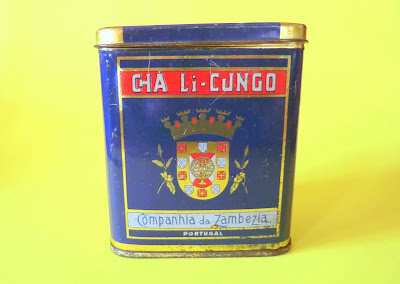 CHÁ Li-CUNGO
Companhia da Zambezia
PORTUGAL